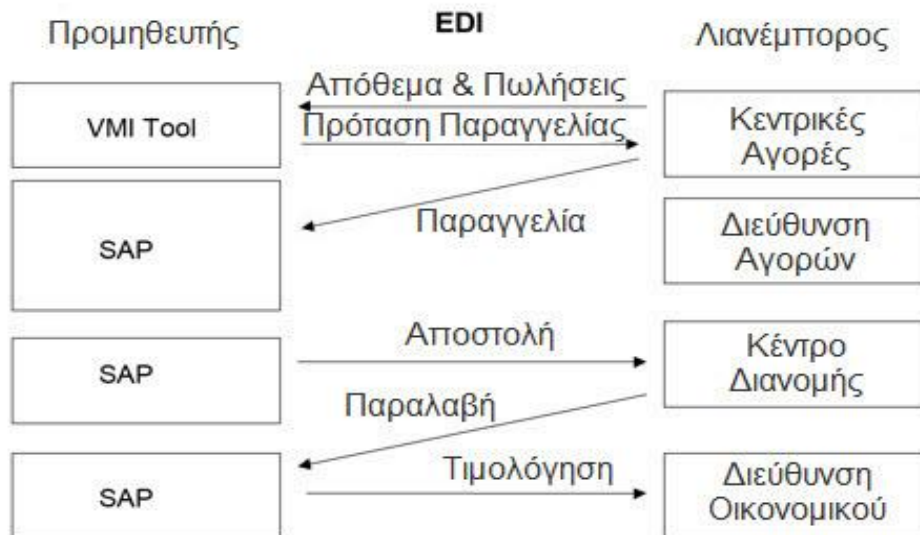 Προμηθευτής
EDI
Λιανέμπορος
Απόθεμα & Πωλήσεις
VMI Tool
Πρόταση Παραγγελίας
Κεντρικές
Αγορές
Παραγγελία
SAP
Διεύθυνση
Αγορών
Αποστολή
SAP
Κέντρο
Διανομής
Παραλαβή
Τιμολόγηση
SAP
Διεύθυνση
Οικονομικού